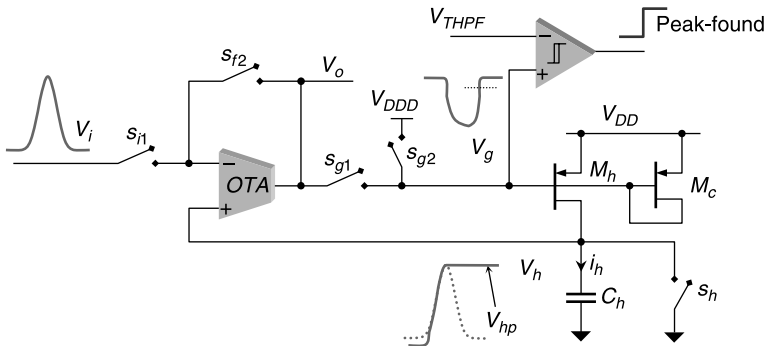 V_THPF
Peak-found
s_f2
V_o
V_i
s_i1
V_DDD
V_g
V_DD
s_g1
s_g2
OTA
M_h
M_c
−
+
−
+
V_h
i_h
C_h
s_h
V_hp